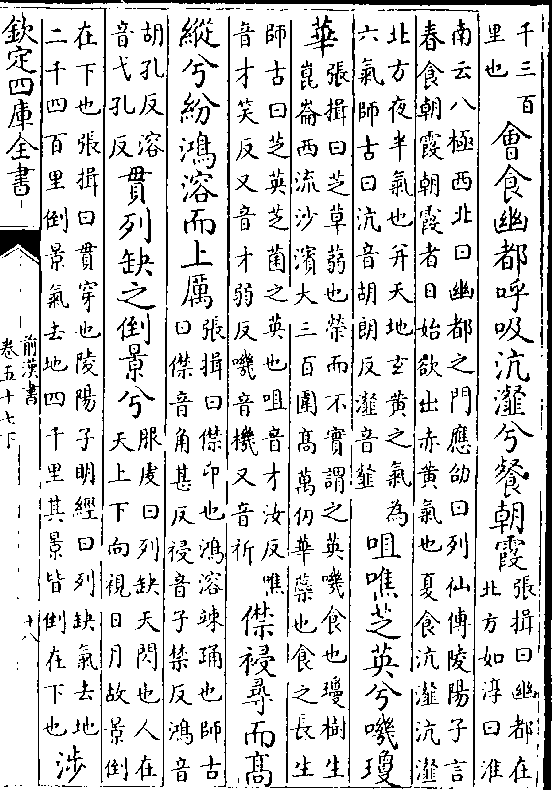 千三百
里也
會食幽都呼吸沆瀣兮餐朝霞
張揖曰幽都在
北方如淳曰淮
南云八極西北曰幽都之門應劭曰列仙傳陵陽子言
春食朝霞朝霞者日始欲出赤黄氣也夏食沆瀣沆瀣
北方夜半氣也并天地玄黄之氣為
六氣師古曰沆音胡朗反瀣音韰
咀噍芝英兮嘰瓊
華
張揖曰芝草蒻也榮而不實謂之英嘰食也瓊樹生
崑崙西流沙濱大三百圍髙萬仞華蘂也食之長生
師古曰芝英芝菌之英也咀音才汝反噍
音才笑反又音才弱反嘰音機又音祈
僸祲尋而髙
縱兮紛鴻溶而上厲
張揖曰僸卬也鴻溶竦踊也師古
曰僸音角甚反祲音子禁反鴻音
胡孔反溶
音弋孔反
貫列缺之倒景兮
服䖍曰列缺天閃也人在
天上下向視日月故景倒
在下也張揖曰貫穿也陵陽子明經曰列缺氣去地
二千四百里倒景氣去地四千里其景皆倒在下也
涉
欽定四庫全書
前漢書
卷五十七下
十八